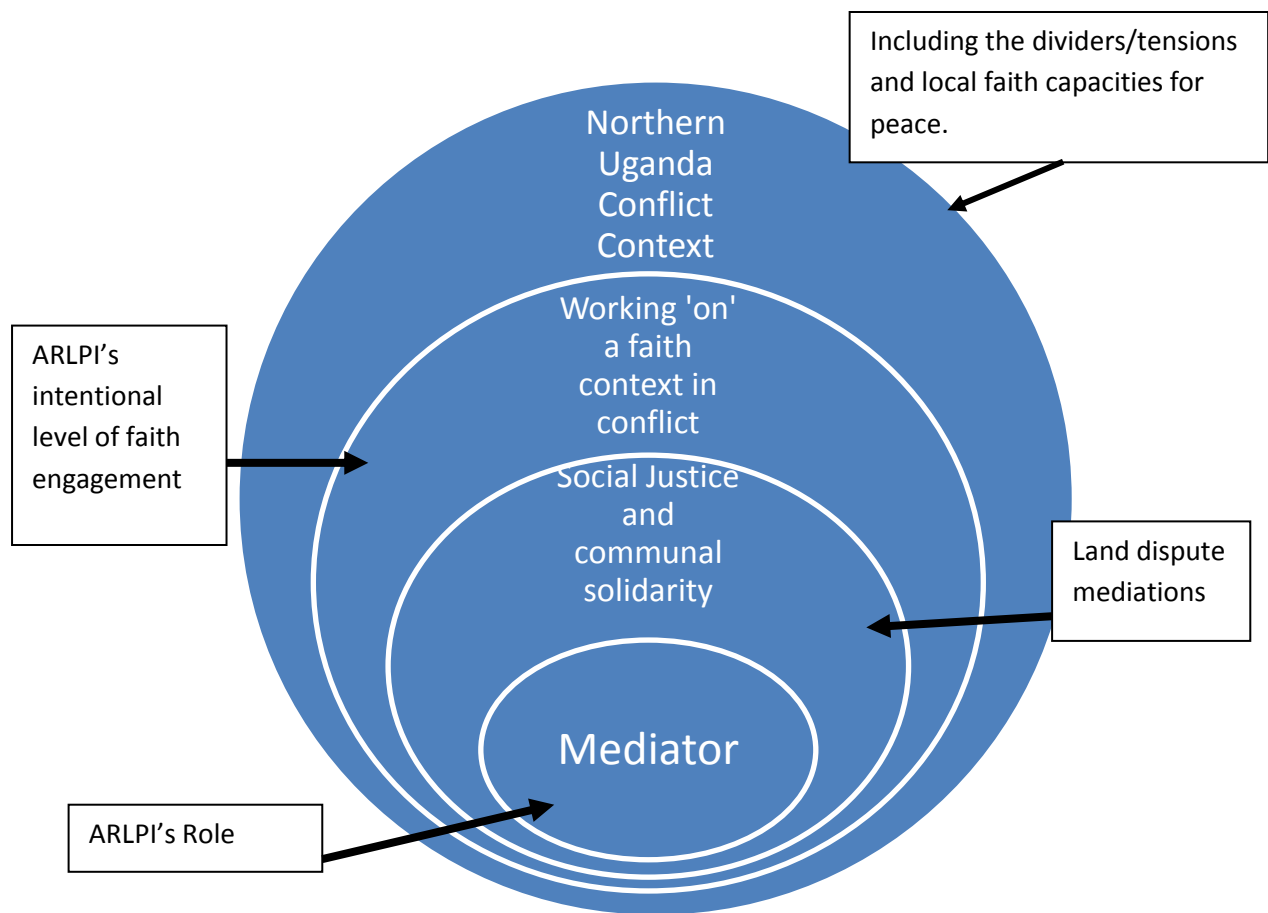 Including the dividers/tensions
and local faith capacities for
peace.
Northern
Uganda
Conflict
Context
Working 'on'
a faith
context in
conflict
ARLPI’s
intentional
level of faith
engagement
Social Justice
and
communal
solidarity
Land dispute
mediations
Mediator
ARLPI’s Role